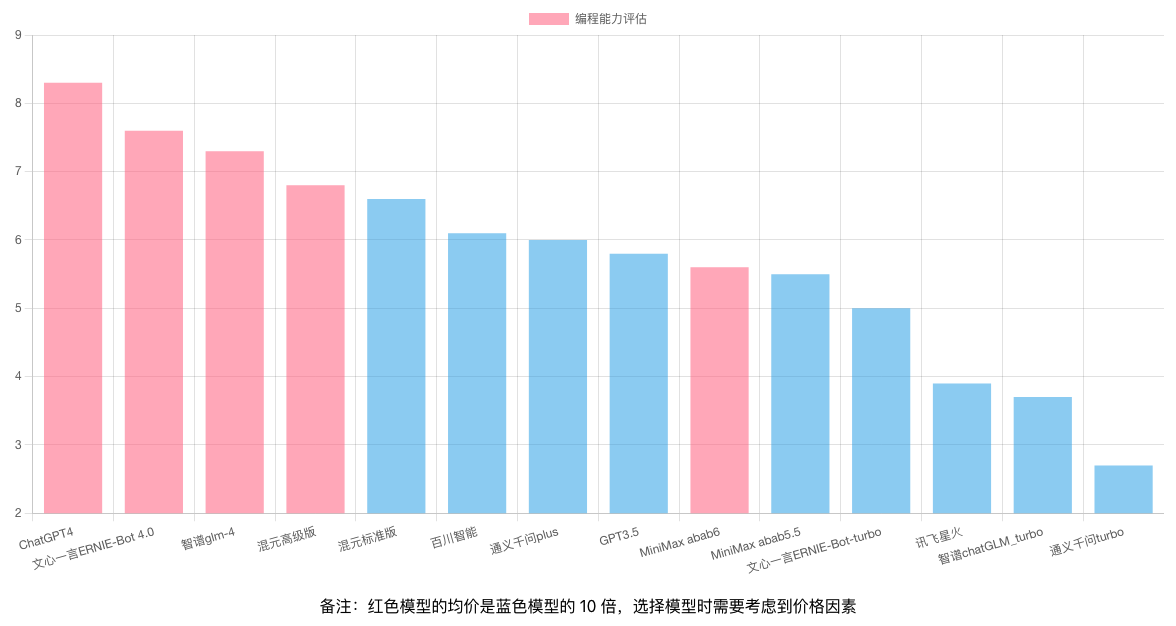 编程能力评估
9
8
7
6
5
4
3
2
ChatGPT4
文心一言ERNIE-Bot 4.0
智谱glm-4
混元高级版
混元标准版
百川智能
通义千问plus
GPT3.5
MiniMax abab6
MiniMax abab5.5
文心一言ERNIE-Bot-turbo
讯飞星火
智谱chatGLM_turbo
通义千问turbo
备注：红色模型的均价是蓝色模型的 10 倍，选择模型时需要考虑到价格因素